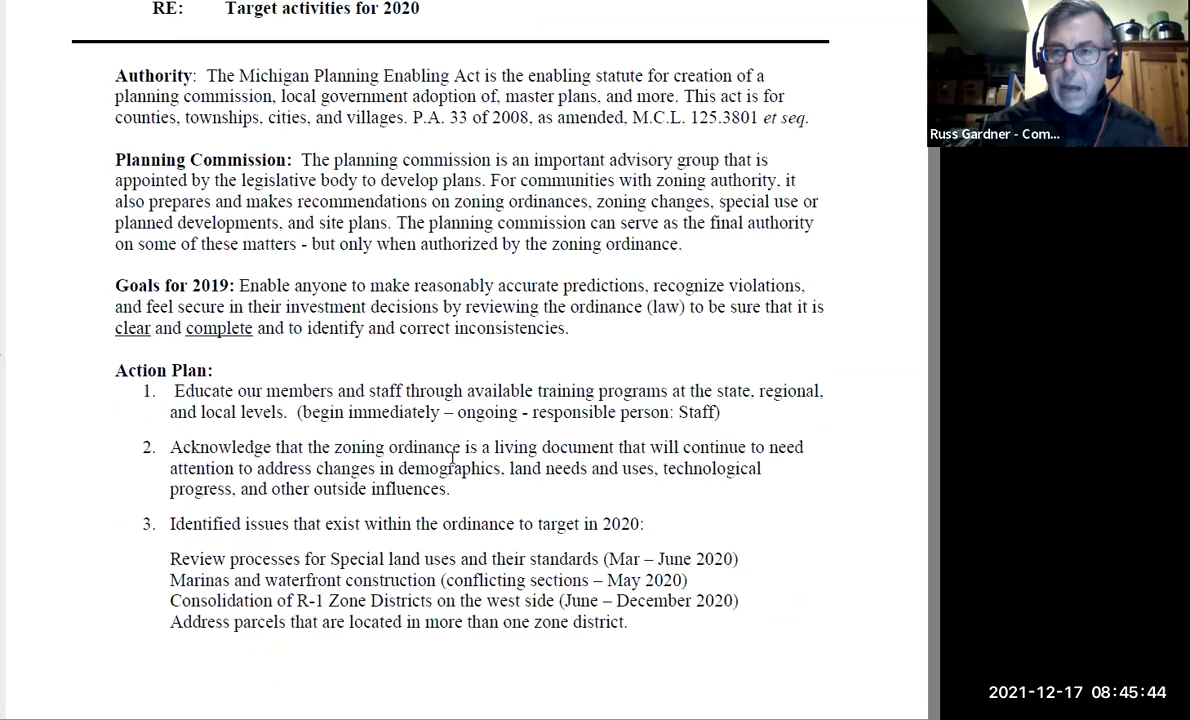 RE: Target activities for 2020
Russ Gardner - Com...
Authority: The Michigan Planning Enabling Act is the enabling statute for creation of a
planning commission, local government adoption of, master plans, and more. This act is for
counties, townships, cities, and villages. P.A. 33 of 2008, as amended, M.C.L. 125.3801 et seq.
Planning Commission: The planning commission is an important advisory group that is
appointed by the legislative body to develop plans. For communities with zoning authority, it
also prepares and makes recommendations on zoning ordinances, zoning changes, special use or
planned developments, and site plans. The planning commission can serve as the final authority
on some of these matters - but only when authorized by the zoning ordinance.
Goals for 2019: Enable anyone to make reasonably accurate predictions, recognize violations,
and feel secure in their investment decisions by reviewing the ordinance (law) to be sure that it is
clear and complete and to identify and correct inconsistencies.
Action Plan:
1. Educate our members and staff through available training programs at the state, regional,
and local levels. (begin immediately – ongoing - responsible person: Staff)
2. Acknowledge that the zoning ordinance is a living document that will continue to need
attention to address changes in demographics, land needs and uses, technological
progress, and other outside influences.
3. Identified issues that exist within the ordinance to target in 2020:
Review processes for Special land uses and their standards (Mar – June 2020)
Marinas and waterfront construction (conflicting sections – May 2020)
Consolidation of R-1 Zone Districts on the west side (June – December 2020)
Address parcels that are located in more than one zone district.
2021-12-17 08:45:44